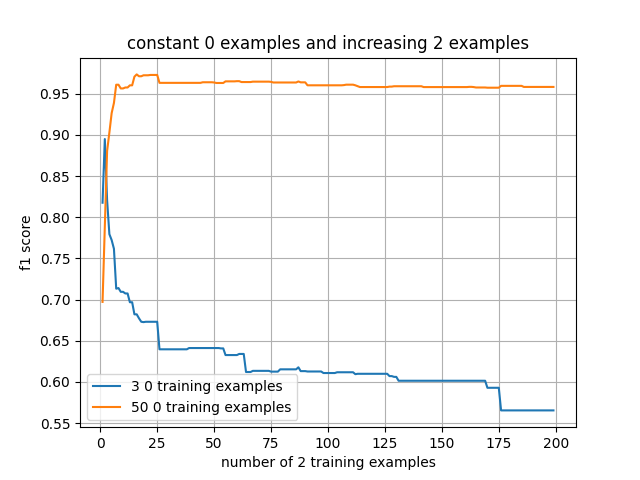 constant 0 examples and increasing 2 examples
f1 score
0.95
0.90
0.85
0.80
0.75
0.70
0.65
0.60
0.55
3 0 training examples
50 0 training examples
0 25 50 75 100 125 150 175 200
number of 2 training examples